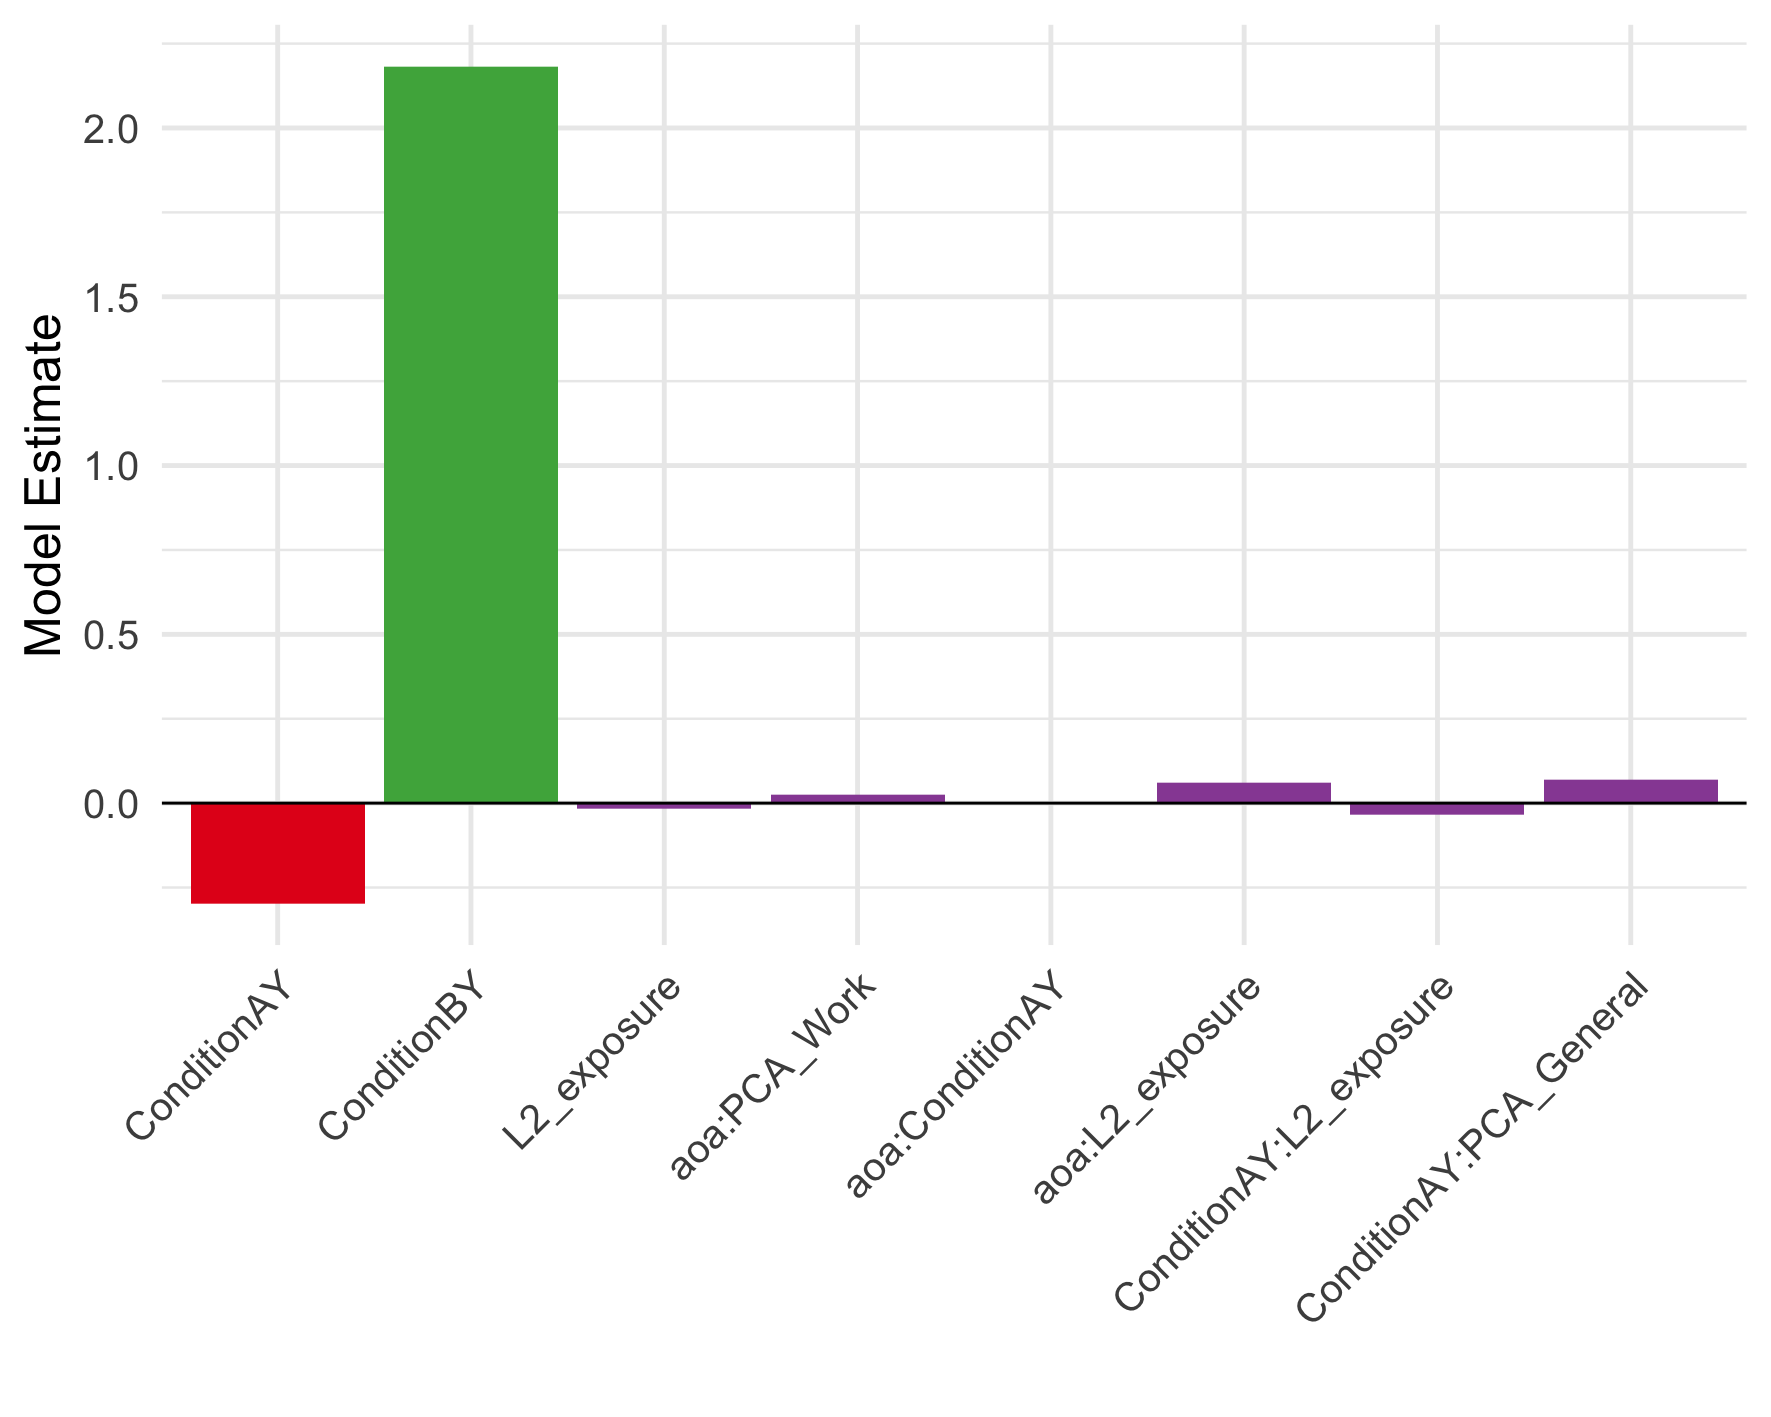 Model Estimate
2.0
1.5
1.0
0.5
0.0
ConditionAY
ConditionBY
L2_exposure
aoa:PCA_Work
aoa:ConditionAY
aoa:L2_exposure
ConditionAY:L2_exposure
ConditionAY:PCA_General